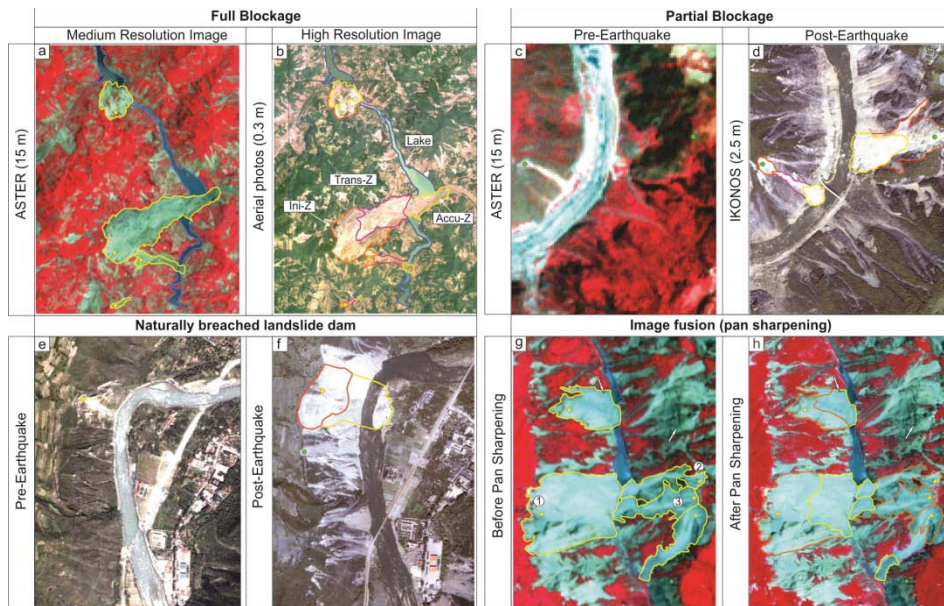 Full Blockage
Partial Blockage
Medium Resolution Image
High Resolution Image
Pre-Earthquake
Post-Earthquake
ASTER (15 m)
a
Aerial photos (0.3 m)
b
Lake
Trans-Z
Ini-Z
Accu-Z
ASTER (15 m)
c
IKONOS (2.5 m)
d
Naturally breached landslide dam
Image fusion (pan sharpening)
Pre-Earthquake
e
Post-Earthquake
f
Before Pan Sharpening
g
1
2
3
After Pan Sharpening
h